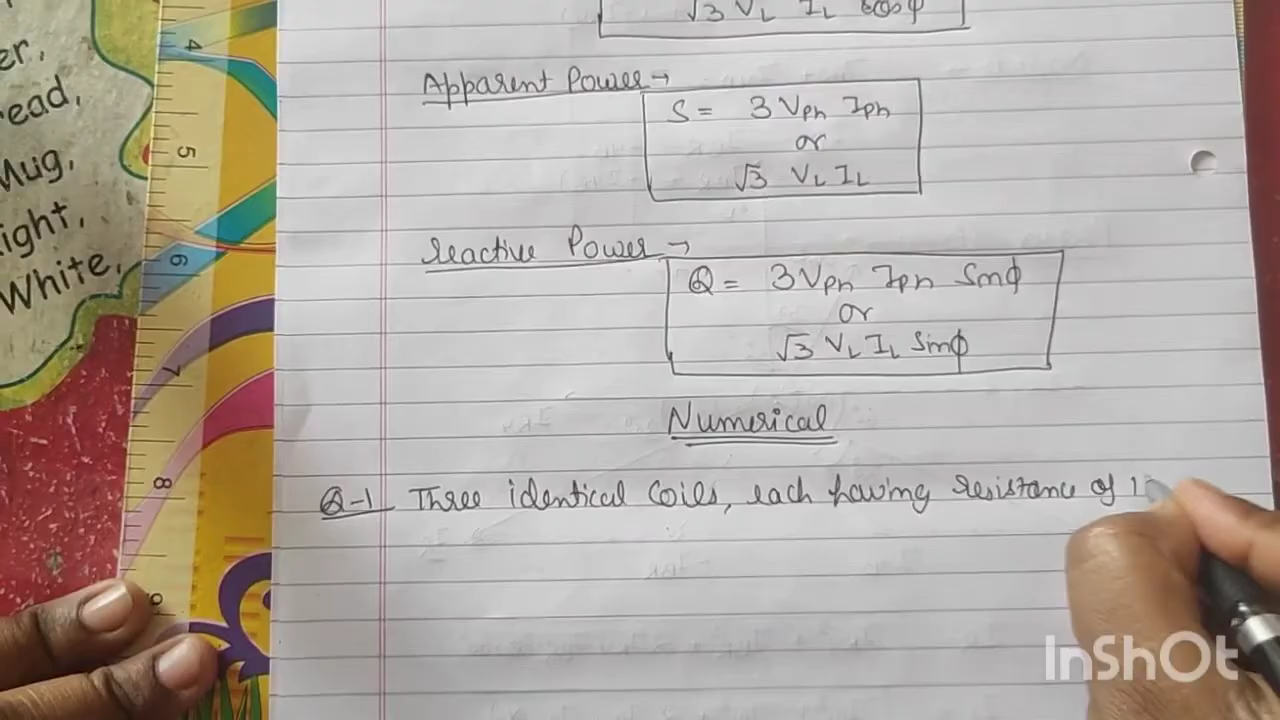 √3 VL IL cosφ
Apparent Power→
S = 3 Vph Iph
or
√3 VL IL
reactive Power→
Q = 3 Vph Iph Sinφ
or
√3 VL IL Sinφ
Numerical
Q-1 Three identical Coils, each having resistance of
er,
ead,
Mug,
ight,
White,
4
5
6
7
8
9
InShOt